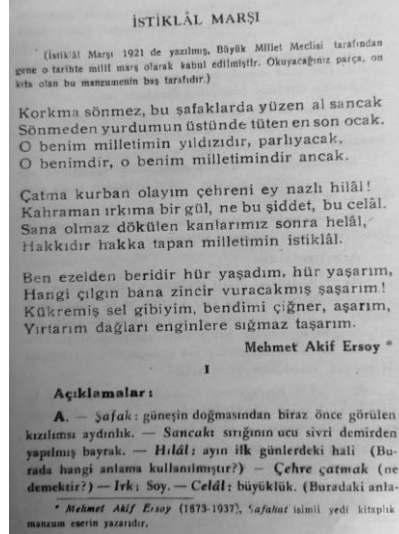 İSTİKLÂL MARŞI
(İstiklâl Marşı 1921 de yazılmış, Büyük Millet Meclisi tarafından
gene o tarihte millî marş olarak kabul edilmiştir. Okuyacağınız parça, on
kıta olan bu manzumenin baş tarafıdır.)
Korkma sönmez, bu şafaklarda yüzen al sancak
Sönmeden yurdumun üstünde tüten en son ocak.
O benim milletimin yıldızıdır, parlıyacak,
O benimdir, o benim milletimindir ancak.
Çatma kurban olayım çehreni ey nazlı hilâl!
Kahraman ırkıma bir gül, ne bu şiddet, bu celâl.
Sana olmaz dökülen kanlarımız sonra helâl,
Hakkıdır hakka tapan milletimin istiklâl.
Ben ezelden beridir hür yaşadım, hür yaşarım,
Hangi çılgın bana zincir vuracakmış şaşarım!
Kükremiş sel gibiyim, bendimi çiğner, aşarım,
Yırtarım dağları enginlere sığmaz taşarım.
Mehmet Akif Ersoy *
I
Açıklamalar:
A. — Şafak: güneşin doğmasından biraz önce görülen
kızılımsı aydınlık. — Sancak: sırığının ucu sivri demirden
yapılmış bayrak. — Hilâl: ayın ilk günlerdeki hali (Bu-
rada hangi anlama kullanılmıştır?) — Çehre çatmak (ne
demektir?) — Irk: Soy. — Celâl: büyüklük. (Buradaki anla-
* Mehmet Akif Ersoy (1873-1937), Safahat isimli yedi kitaplık
manzum eserin yazarıdır.